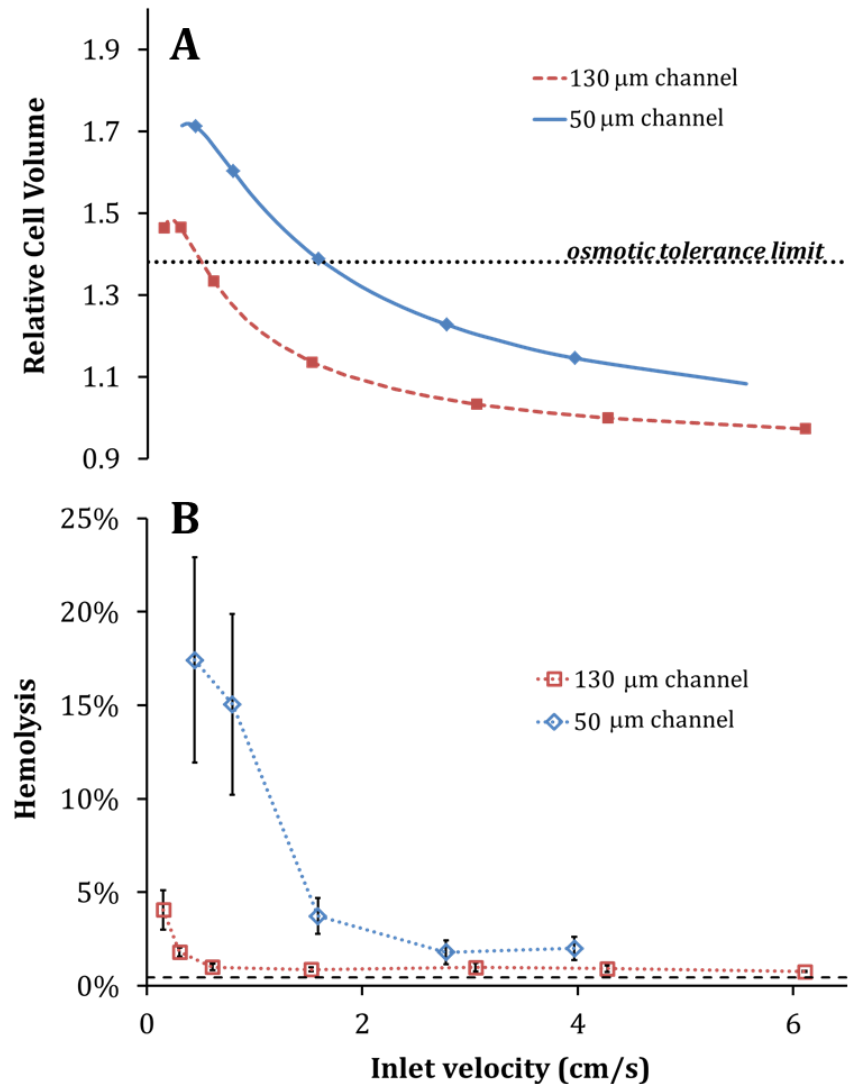 A
1.9
1.7
1.5
1.3
1.1
0.9
Relative Cell Volume
130 μm channel
50 μm channel
osmotic tolerance limit
B
25%
20%
15%
10%
5%
0%
Hemolysis
130 μm channel
50 μm channel
0 2 4 6
Inlet velocity (cm/s)